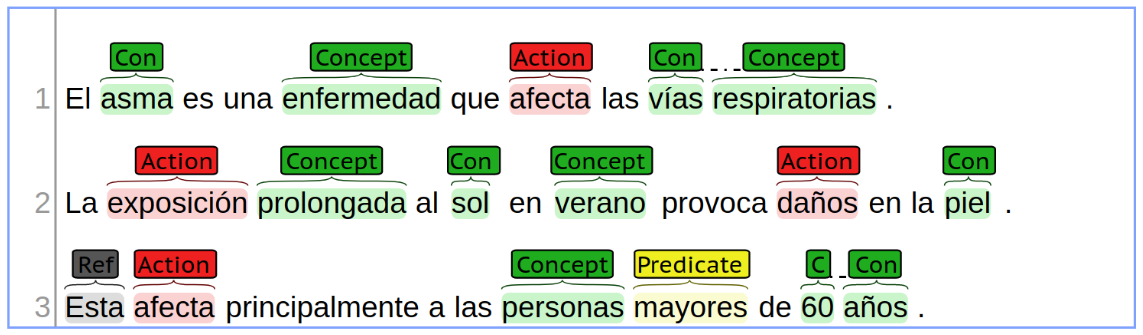 Con Concept Action Con Concept
1 El asma es una enfermedad que afecta las vías respiratorias .
Action Concept Con Concept Action Con
2 La exposición prolongada al sol en verano provoca daños en la piel .
Ref Action Concept Predicate C Con
3 Esta afecta principalmente a las personas mayores de 60 años .